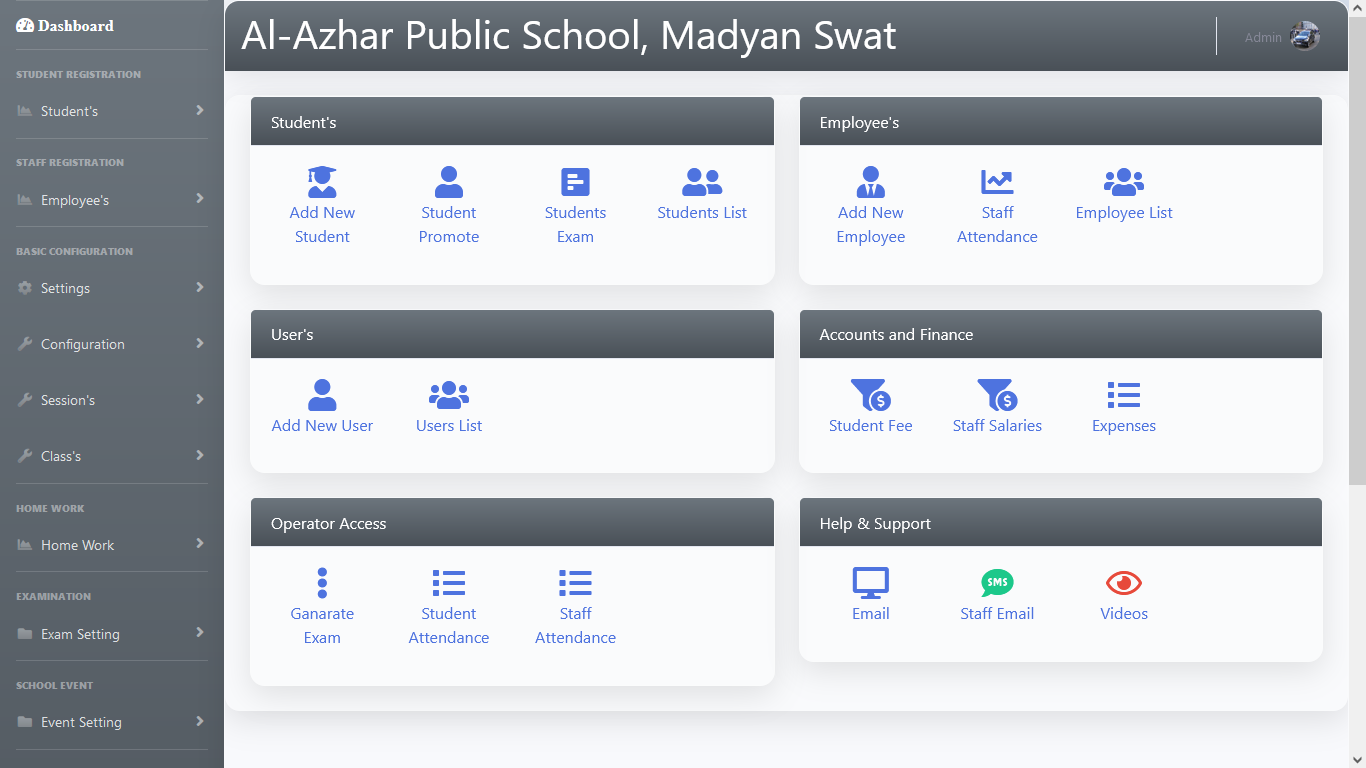 Dashboard
STUDENT REGISTRATION
Student's
STAFF REGISTRATION
Employee's
BASIC CONFIGURATION
Settings
Configuration
Session's
Class's
HOME WORK
Home Work
EXAMINATION
Exam Setting
SCHOOL EVENT
Event Setting
Al-Azhar Public School, Madyan Swat
Admin
Student's
Add New
Student
Student
Promote
Students
Exam
Students List
Employee's
Add New
Employee
Staff
Attendance
Employee List
User's
Add New User
Users List
Accounts and Finance
Student Fee
Staff Salaries
Expenses
Operator Access
Ganarate
Exam
Student
Attendance
Staff
Attendance
Help & Support
Email
SMS
Staff Email
Videos